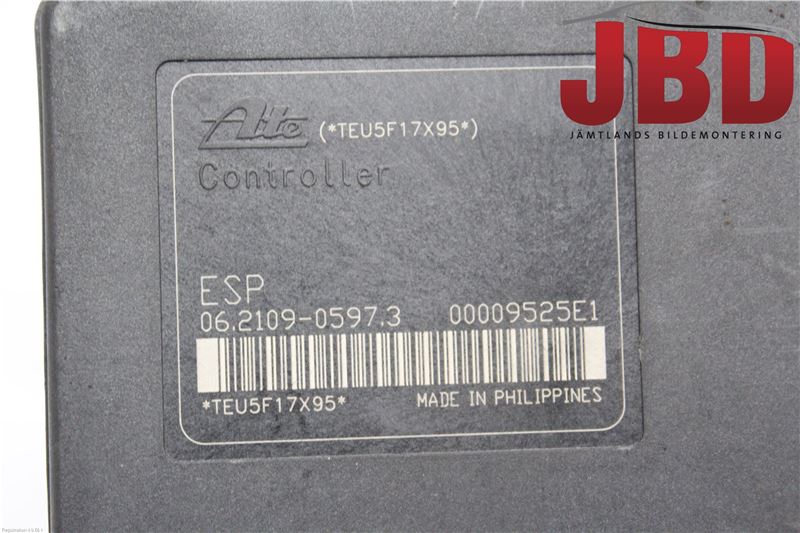 JBD
JÄMTLANDS BILDEMONTERING
Ate (*TEU5F17X95*)
Controller
ESP
06.2109-0597.3 00009525E1
*TEU5F17X95* MADE IN PHILIPPINES